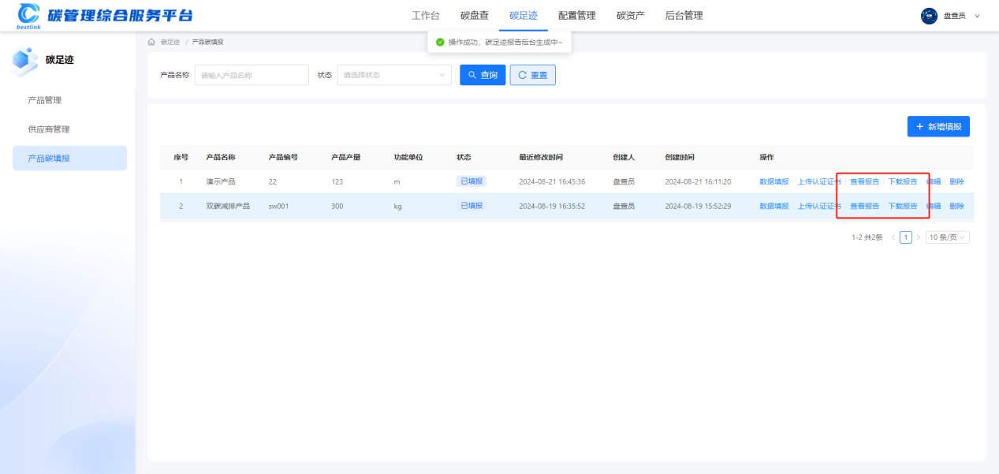 碳管理综合服务平台
bestlink
工作台 碳盘查 碳足迹 配置管理 碳资产 后台管理 盘查员
碳足迹 / 产品碳填报
操作成功，碳足迹报告后台生成中~
碳足迹
产品管理
供应商管理
产品碳填报
产品名称 请输入产品名称 状态 请选择状态 查询 重置
+ 新增填报
序号 产品名称 产品编号 产品产量 功能单位 状态 最近修改时间 创建人 创建时间 操作
1 演示产品 22 123 m 已填报 2024-08-21 16:45:36 盘查员 2024-08-21 16:11:20 数据填报 上传认证证书 查看报告 下载报告 编辑 删除
2 双碳减排产品 sw001 300 kg 已填报 2024-08-19 16:35:52 盘查员 2024-08-19 15:52:29 数据填报 上传认证证书 查看报告 下载报告 编辑 删除
1-2 共2条 < 1 > 10 条/页